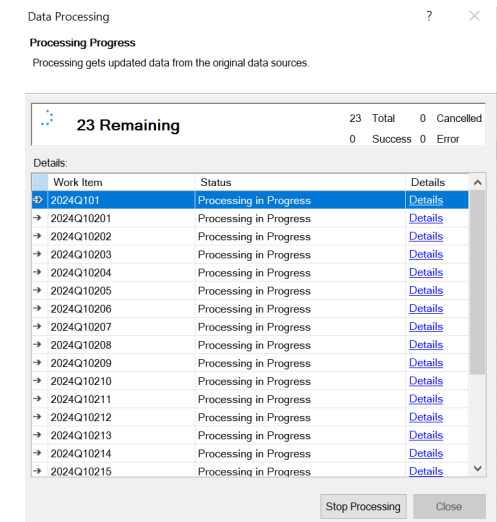 Data Processing ? ×
Processing Progress
Processing gets updated data from the original data sources.
23 Remaining
23 Total 0 Cancelled
0 Success 0 Error
Details:
Work Item Status Details
2024Q101 Processing in Progress Details
2024Q10201 Processing in Progress Details
2024Q10202 Processing in Progress Details
2024Q10203 Processing in Progress Details
2024Q10204 Processing in Progress Details
2024Q10205 Processing in Progress Details
2024Q10206 Processing in Progress Details
2024Q10207 Processing in Progress Details
2024Q10208 Processing in Progress Details
2024Q10209 Processing in Progress Details
2024Q10210 Processing in Progress Details
2024Q10211 Processing in Progress Details
2024Q10212 Processing in Progress Details
2024Q10213 Processing in Progress Details
2024Q10214 Processing in Progress Details
2024Q10215 Processing in Progress Details
Stop Processing Close